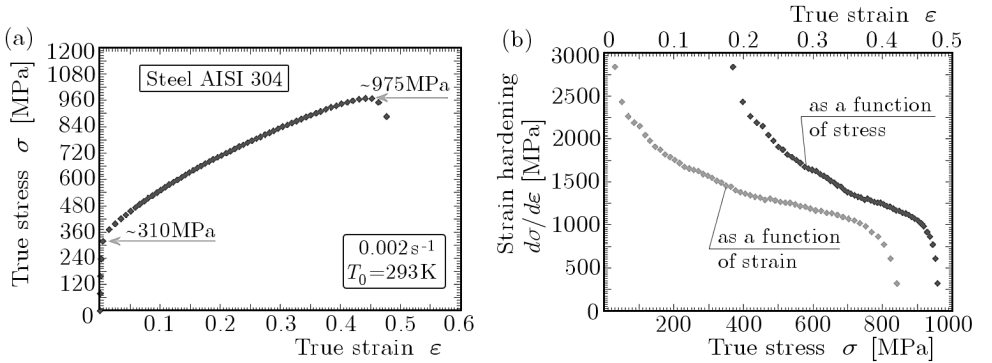 (a)
True stress σ [MPa]
1200
1080
960
840
720
600
480
360
240
120
0
Steel AISI 304
~975MPa
~310MPa
0.002s⁻¹
T₀=293K
0.1 0.2 0.3 0.4 0.5 0.6
True strain ε
(b)
True strain ε
0 0.1 0.2 0.3 0.4 0.5
Strain hardening
dσ/dε [MPa]
3000
2500
2000
1500
1000
500
0
as a function
of stress
as a function
of strain
200 400 600 800 1000
True stress σ [MPa]